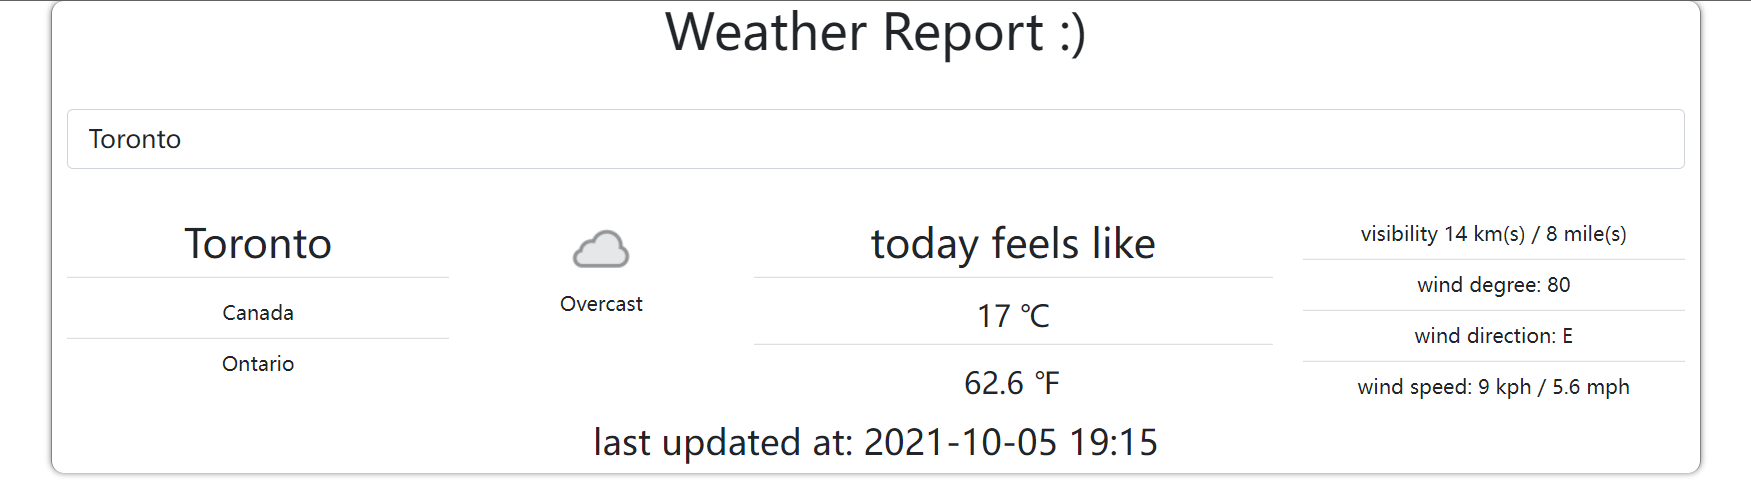 Weather Report :)
Toronto
Toronto
Canada
Ontario
Overcast
today feels like
17 °C
62.6 °F
visibility 14 km(s) / 8 mile(s)
wind degree: 80
wind direction: E
wind speed: 9 kph / 5.6 mph
last updated at: 2021-10-05 19:15